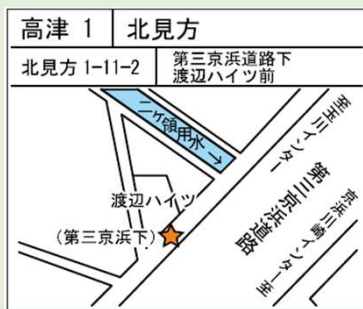 高津 1
北見方
北見方 1-11-2
第三京浜道路下
渡辺ハイツ前
二ヶ領用水→
至玉川インター
第三京浜道路
京浜川崎インター至
渡辺ハイツ
(第三京浜下)